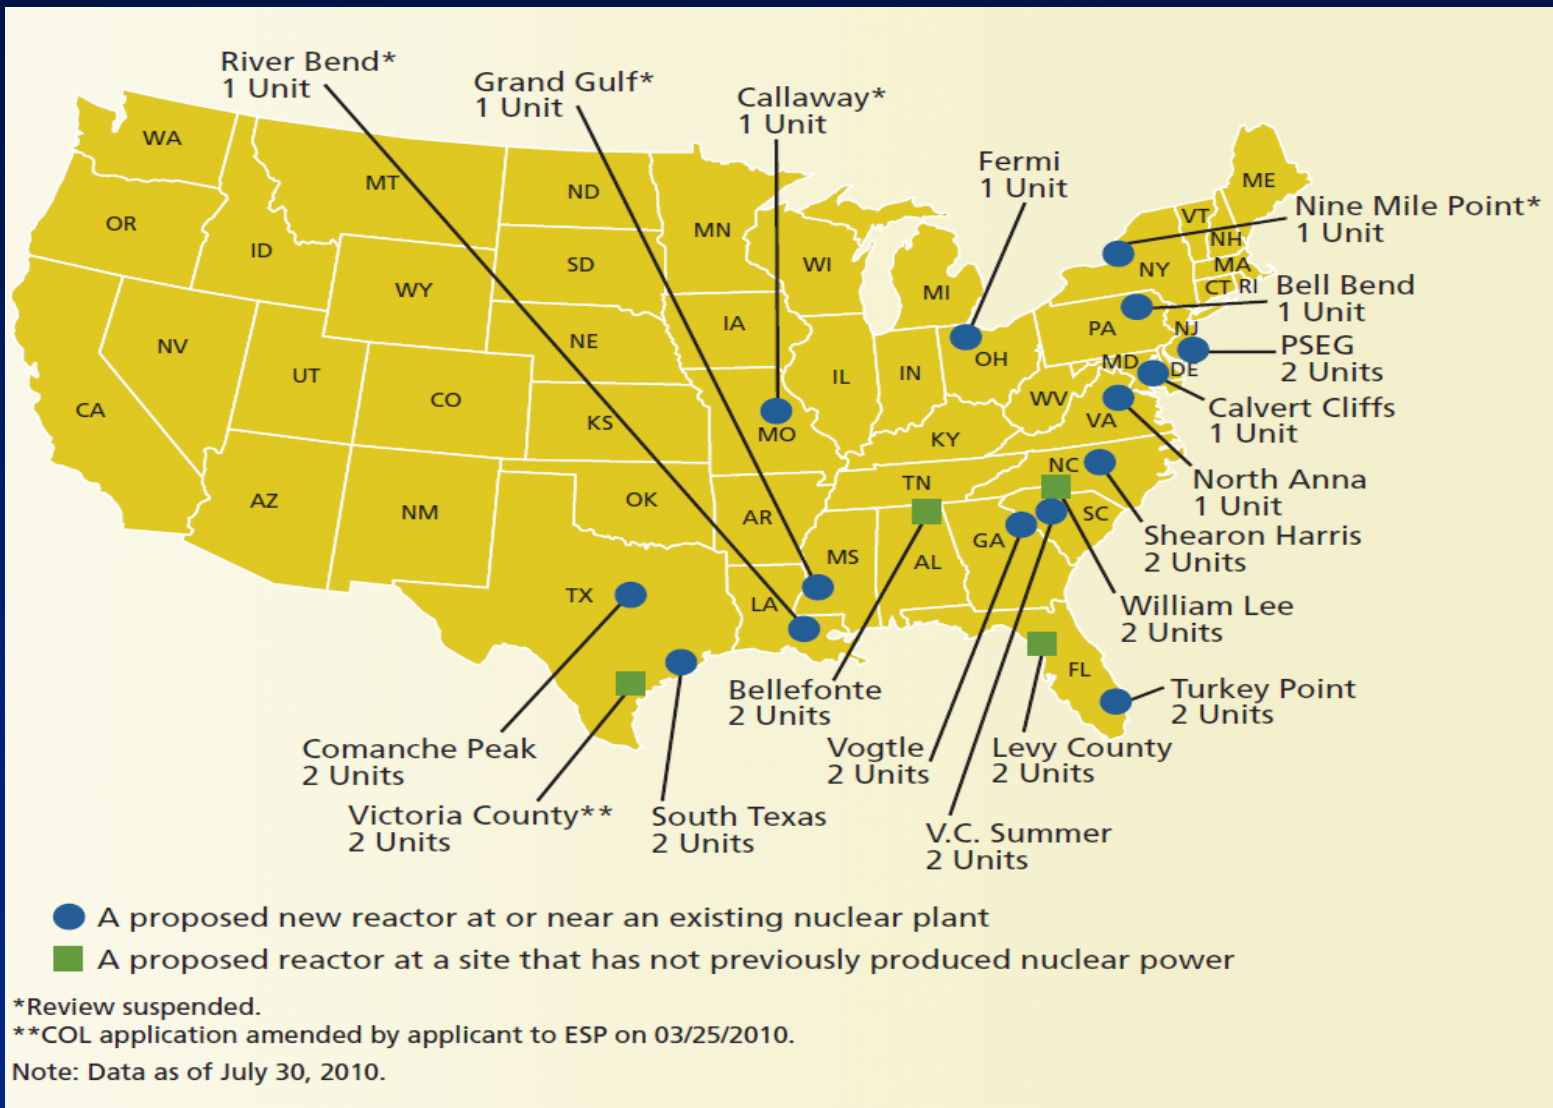 River Bend*
1 Unit
Grand Gulf*
1 Unit
Callaway*
1 Unit
Fermi
1 Unit
Nine Mile Point*
1 Unit
Bell Bend
1 Unit
PSEG
2 Units
Calvert Cliffs
1 Unit
North Anna
1 Unit
Shearon Harris
2 Units
William Lee
2 Units
Turkey Point
2 Units
Levy County
2 Units
V.C. Summer
2 Units
Vogtle
2 Units
Bellefonte
2 Units
South Texas
2 Units
Victoria County**
2 Units
Comanche Peak
2 Units
WA
OR
ID
MT
ND
MN
SD
WY
WI
MI
ME
VT
NH
NY
MA
CT
RI
NV
UT
CA
CO
NE
IA
IL
IN
OH
PA
NJ
MD
DE
WV
VA
KS
MO
KY
NC
TN
AZ
NM
OK
AR
SC
GA
MS
AL
TX
LA
FL
A proposed new reactor at or near an existing nuclear plant
A proposed reactor at a site that has not previously produced nuclear power
*Review suspended.
**COL application amended by applicant to ESP on 03/25/2010.
Note: Data as of July 30, 2010.